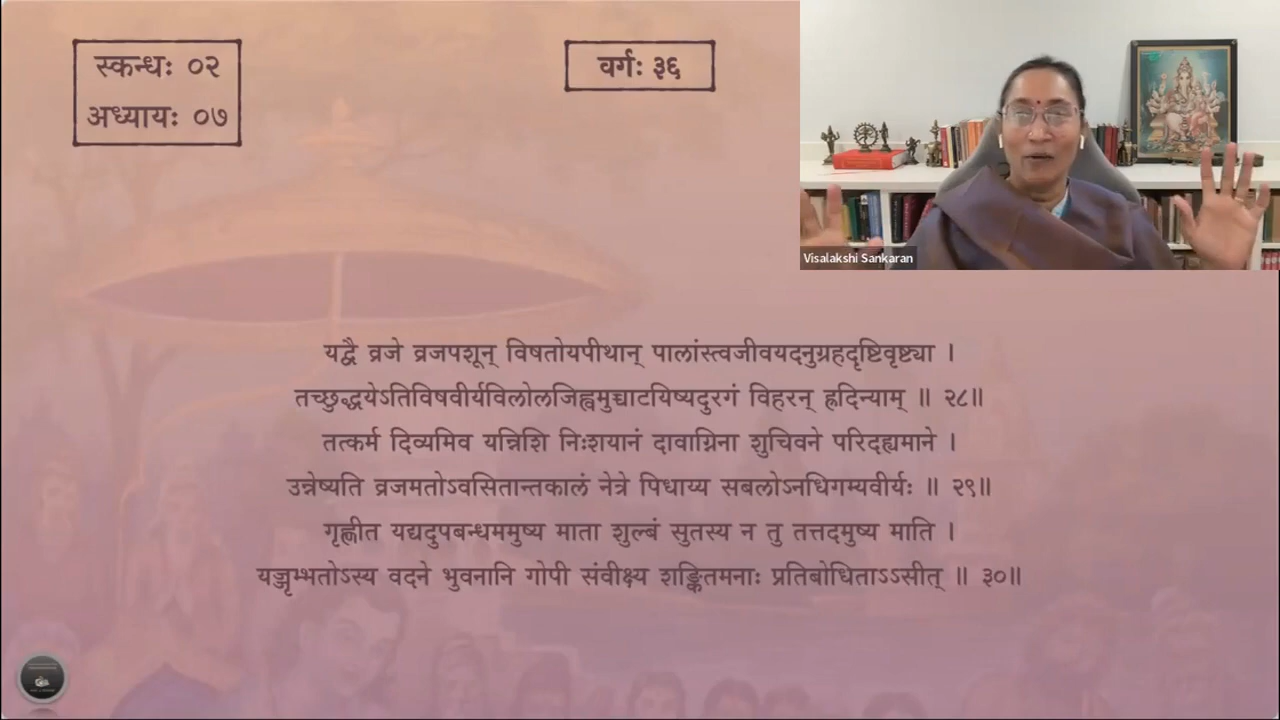 स्कन्धः ०२
अध्यायः ०७
वर्गः ३६
Visalakshi Sankaran
यद्वै व्रजे व्रजपशून् विषतोयपीथान् पालांस्त्वजीवयदनुग्रहदृष्टिवृष्ट्या ।
तच्छुद्धयेऽतिविषवीर्यविलोलजिह्वमुच्चाटयिष्यदुरगं विहरन् ह्रदिन्याम् ॥ २८॥
तत्कर्म दिव्यमिव यन्निशि निःशयानं दावाग्निना शुचिवने परिदह्यमाने ।
उन्नेष्यति व्रजमतोऽवसितान्तकालं नेत्रे पिधाय्य सबलोऽनधिगम्यवीर्यः ॥ २९॥
गृह्णीत यद्यदुपबन्धममुष्य माता शुल्बं सुतस्य न तु तत्तदमुष्य माति ।
यज्जृम्भतोऽस्य वदने भुवनानि गोपी संवीक्ष्य शङ्कितमनाः प्रतिबोधिताऽऽसीत् ॥ ३०॥